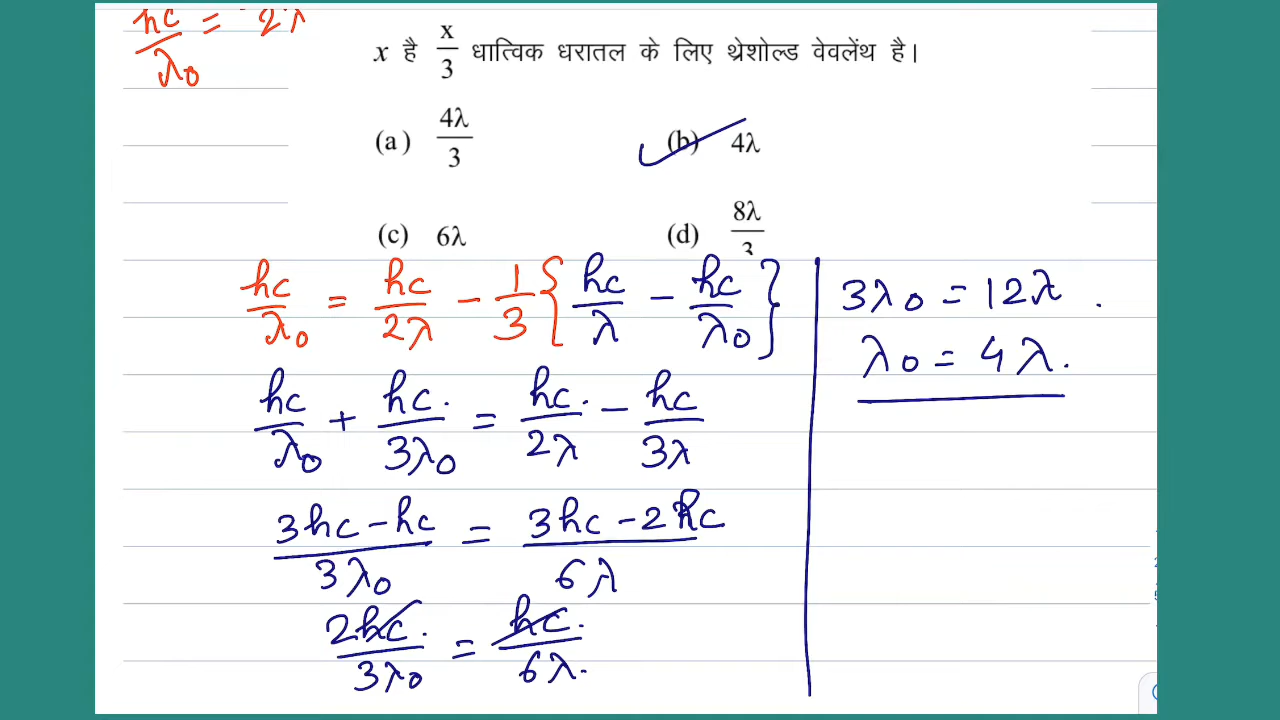 hc/λ0 = 2λ
x है x/3 धात्विक धरातल के लिए थ्रेशोल्ड वेवलेंथ है।
(a) 4λ/3 (b) 4λ
(c) 6λ (d) 8λ/3
hc/λ0 = hc/2λ - 1/3 { hc/λ - hc/λ0 }
3λ0 = 12λ.
λ0 = 4λ.
hc/λ0 + hc./3λ0 = hc./2λ - hc/3λ
3hc - hc/3λ0 = 3hc - 2hc/6λ
2hc./3λ0 = hc./6λ.